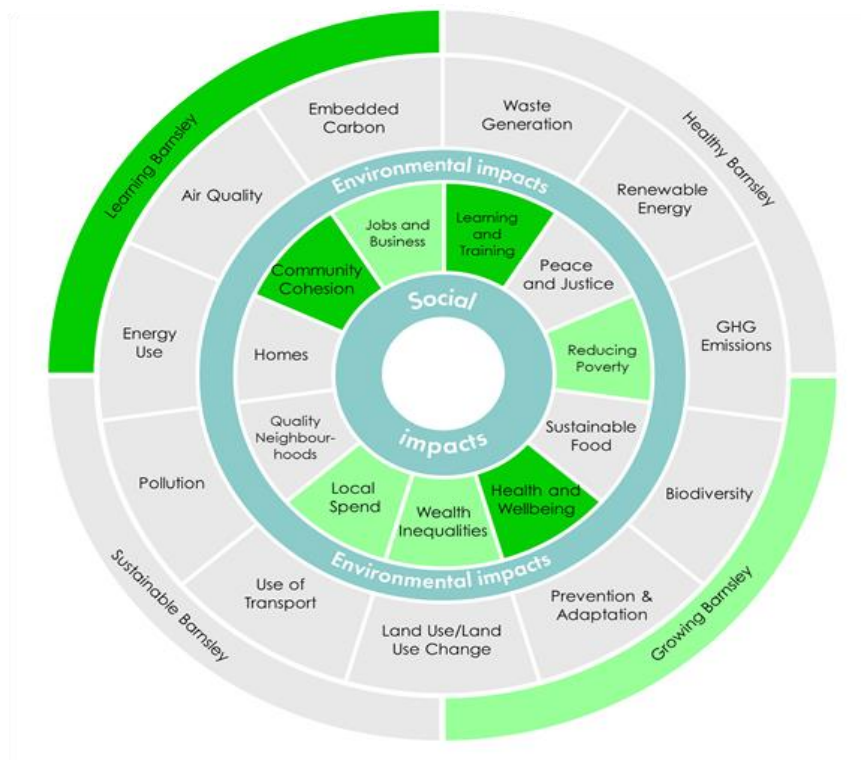 Learning Barnsley
Healthy Barnsley
Growing Barnsley
Sustainable Barnsley
Embedded
Carbon
Waste
Generation
Renewable
Energy
GHG
Emissions
Biodiversity
Prevention &
Adaptation
Land Use/Land
Use Change
Use of
Transport
Pollution
Energy
Use
Air Quality
Environmental impacts
Environmental impacts
Jobs and
Business
Learning
and
Training
Peace
and Justice
Reducing
Poverty
Sustainable
Food
Health and
Wellbeing
Wealth
Inequalities
Local
Spend
Quality
Neighbour-
hoods
Homes
Community
Cohesion
Social
impacts